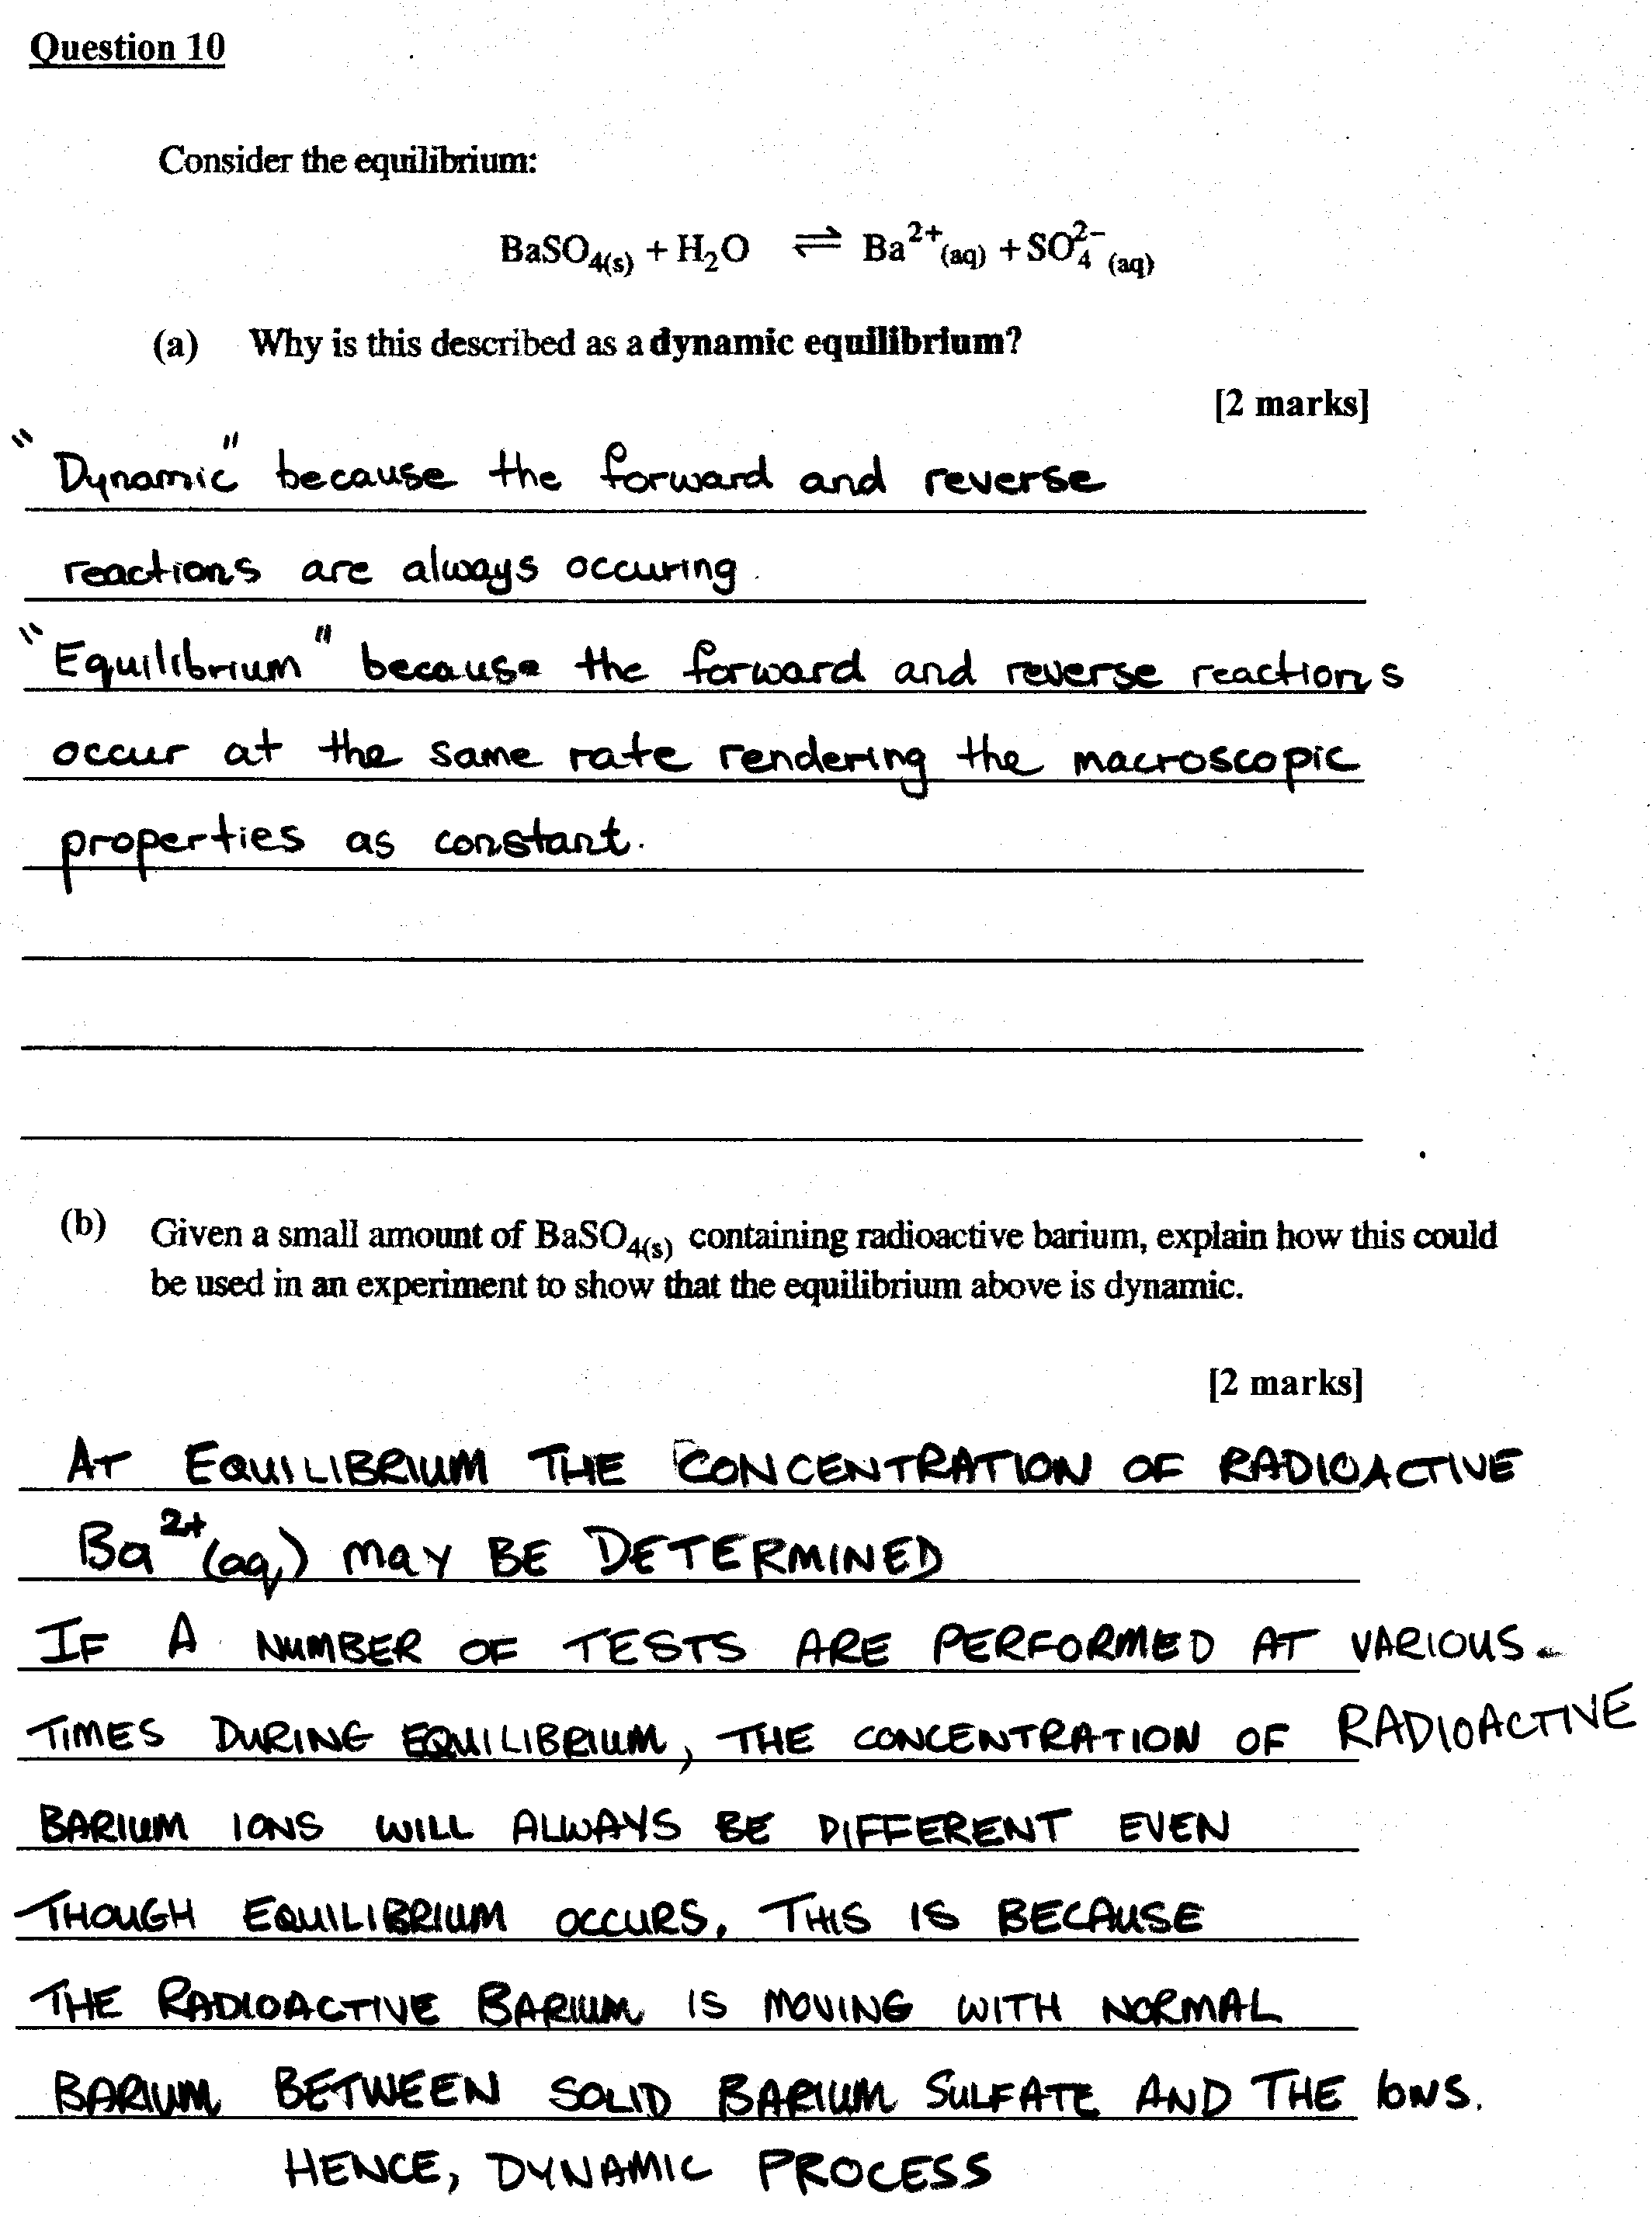 Question 10
Consider the equilibrium:
BaSO₄₍ₛ₎ + H₂O ⇌ Ba²⁺(aq) + SO₄²⁻(aq)
(a) Why is this described as a dynamic equilibrium?
[2 marks]
"Dynamic" because the forward and reverse
reactions are always occuring.
"Equilibrium" because the forward and reverse reactions
occur at the same rate rendering the macroscopic
properties as constant.
(b) Given a small amount of BaSO₄₍ₛ₎ containing radioactive barium, explain how this could
be used in an experiment to show that the equilibrium above is dynamic.
[2 marks]
AT EQUILIBRIUM THE CONCENTRATION OF RADIOACTIVE
Ba²⁺(aq) MAY BE DETERMINED
IF A NUMBER OF TESTS ARE PERFORMED AT VARIOUS
TIMES DURING EQUILIBRIUM, THE CONCENTRATION OF RADIOACTIVE
BARIUM IONS WILL ALWAYS BE DIFFERENT EVEN
THOUGH EQUILIBRIUM OCCURS. THIS IS BECAUSE
THE RADIOACTIVE BARIUM IS MOVING WITH NORMAL
BARIUM BETWEEN SOLID BARIUM SULFATE AND THE IONS.
HENCE, DYNAMIC PROCESS